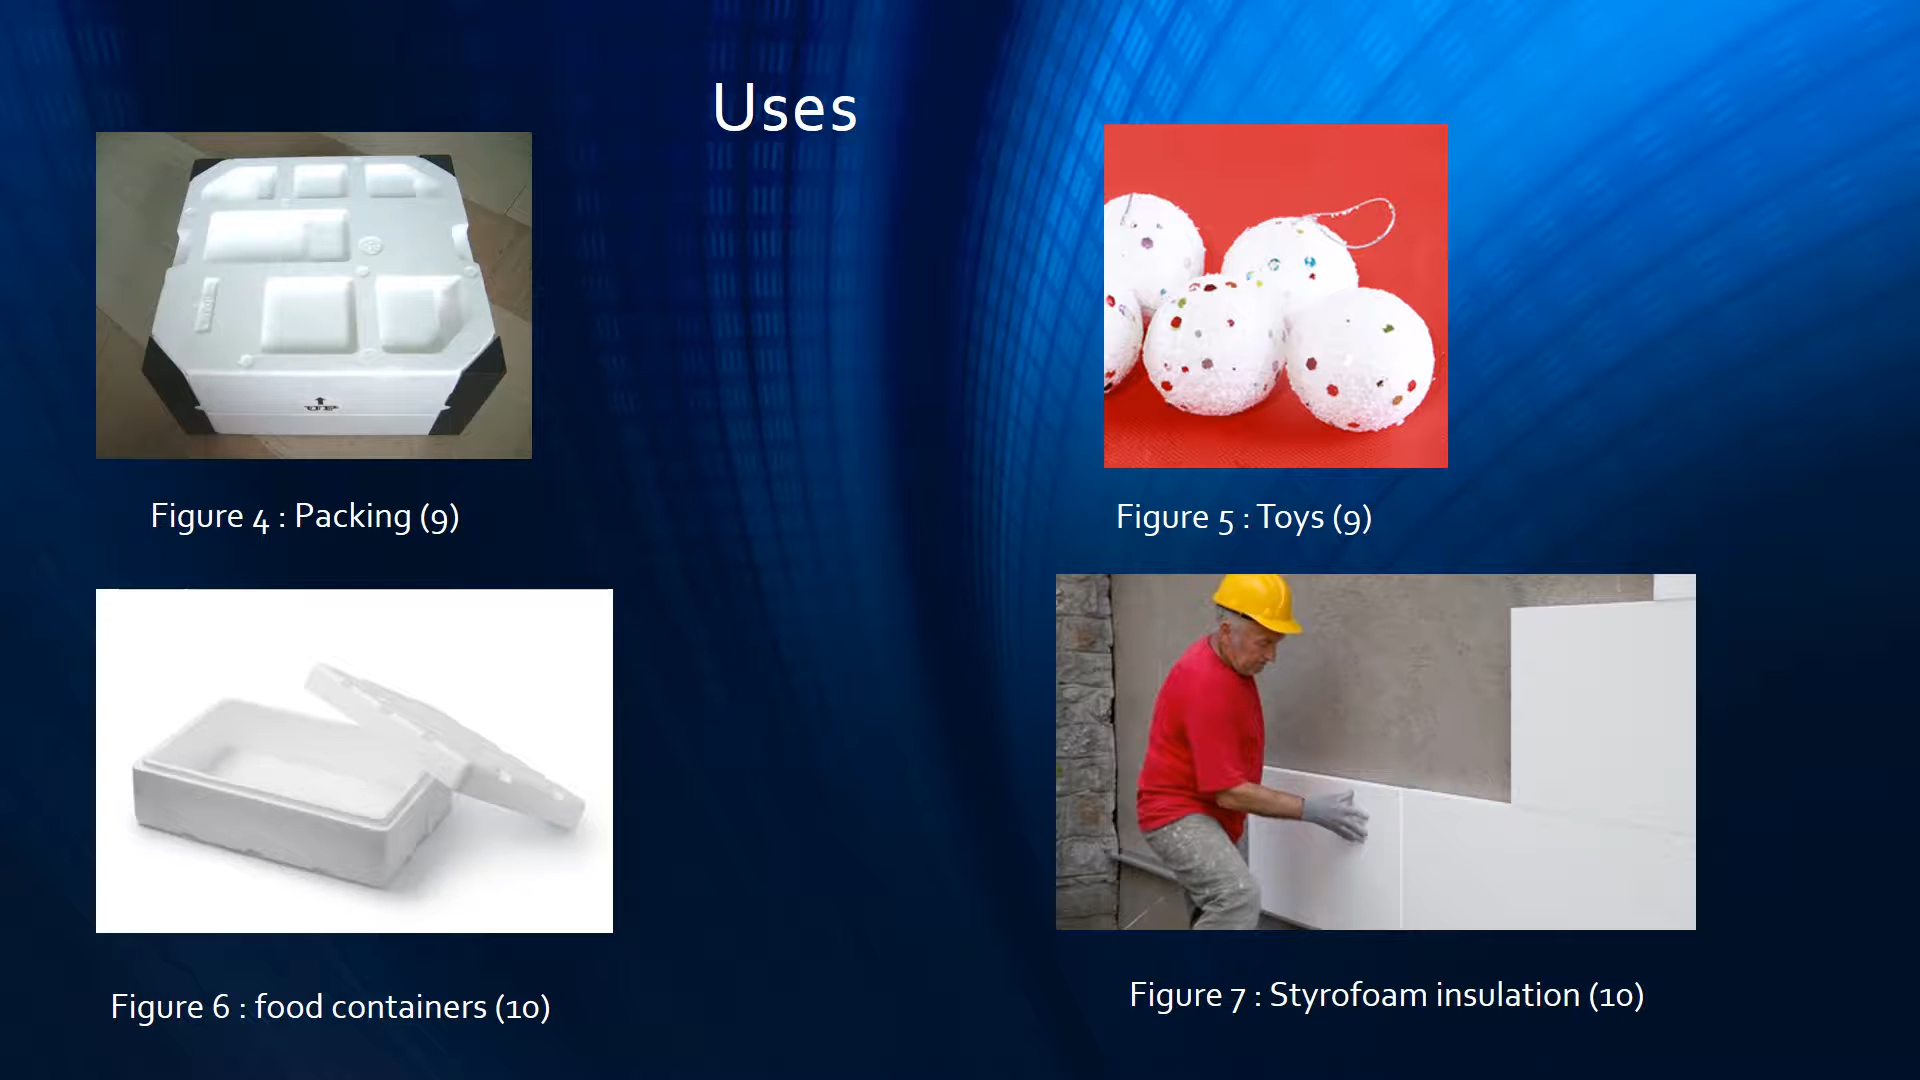 Uses
UP
Figure 4 : Packing (9)
Figure 5 : Toys (9)
Figure 6 : food containers (10)
Figure 7 : Styrofoam insulation (10)